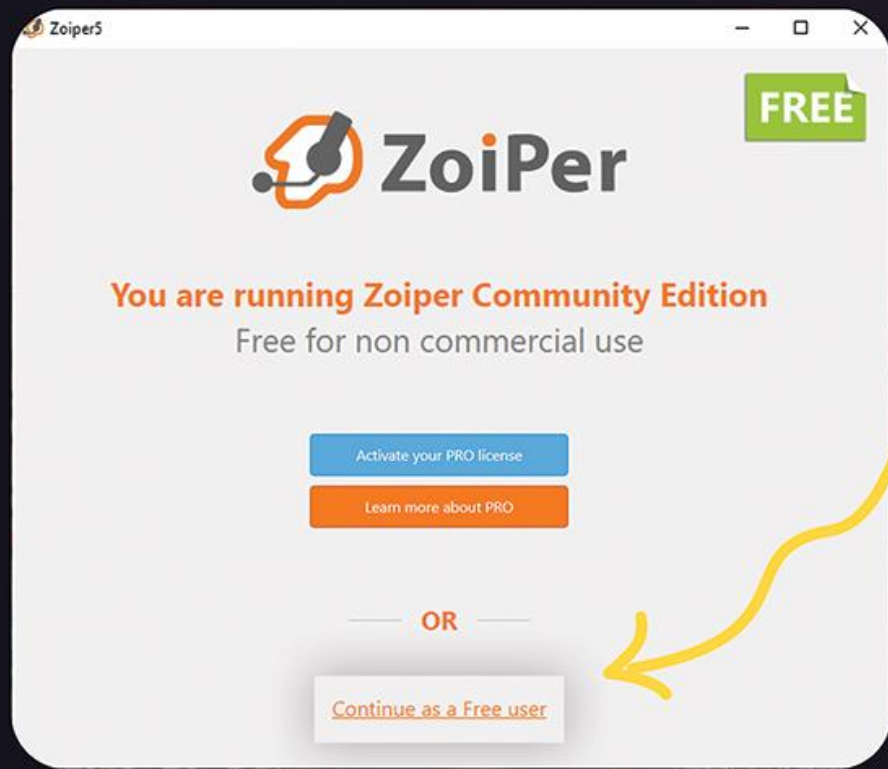 Zoiper5
FREE
ZoiPer
You are running Zoiper Community Edition
Free for non commercial use
Activate your PRO license
Learn more about PRO
OR
Continue as a Free user